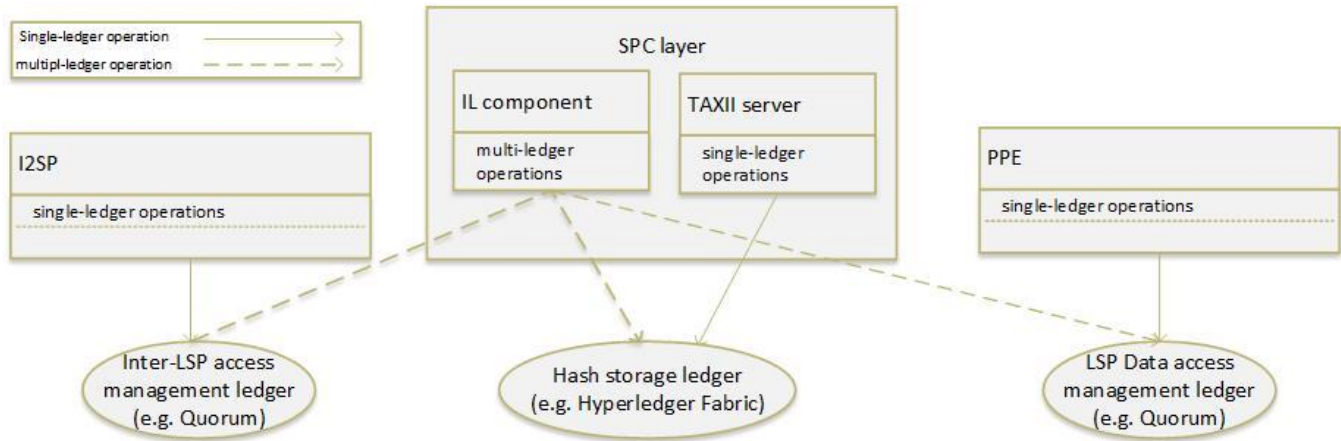 Single-ledger operation
multipl-ledger operation
SPC layer
IL component
multi-ledger
operations
TAXII server
single-ledger
operations
I2SP
single-ledger operations
PPE
single-ledger operations
Inter-LSP access
management ledger
(e.g. Quorum)
Hash storage ledger
(e.g. Hyperledger Fabric)
LSP Data access
management ledger
(e.g. Quorum)